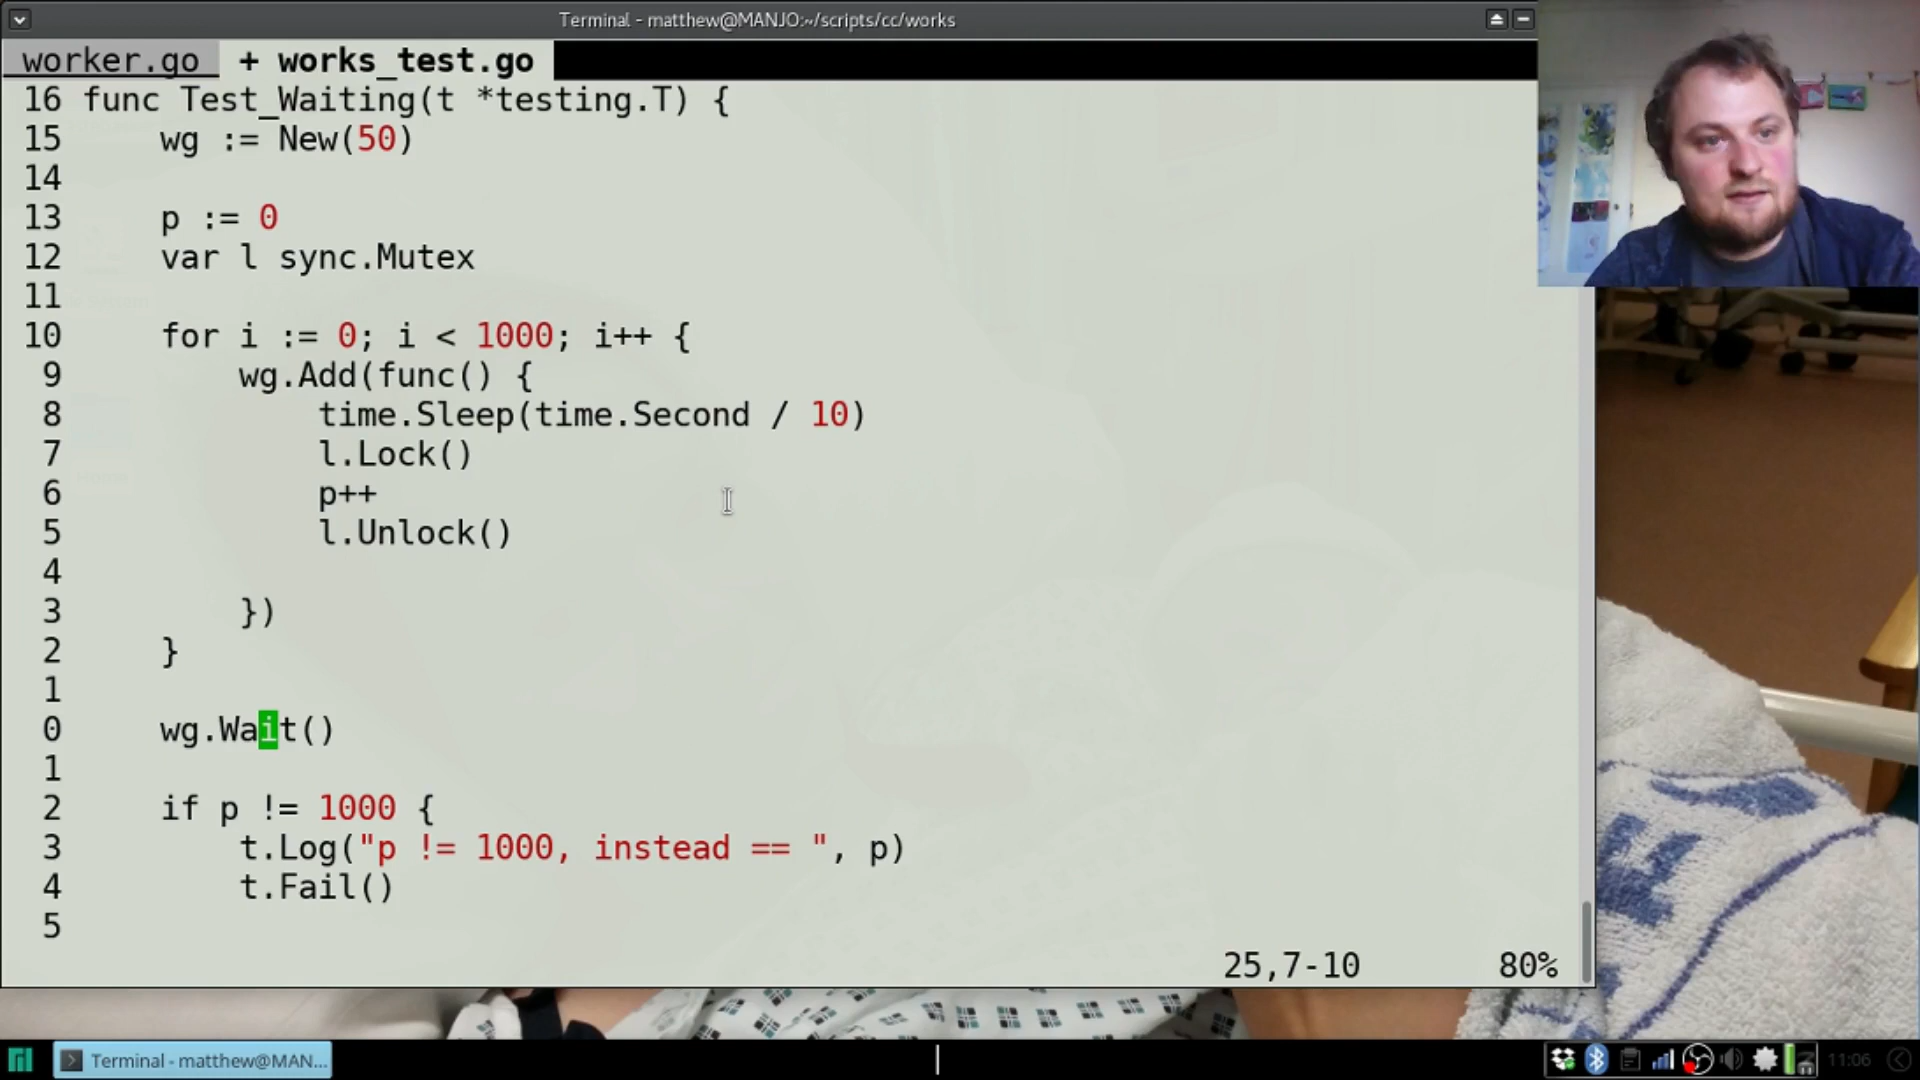 Terminal - matthew@MANJO:~/scripts/cc/works
worker.go + works_test.go
16 func Test_Waiting(t *testing.T) {
15 wg := New(50)
14
13 p := 0
12 var l sync.Mutex
11
10 for i := 0; i < 1000; i++ {
9 wg.Add(func() {
8 time.Sleep(time.Second / 10)
7 l.Lock()
6 p++
5 l.Unlock()
4
3 })
2 }
1
0 wg.Wait()
1
2 if p != 1000 {
3 t.Log("p != 1000, instead == ", p)
4 t.Fail()
5
25,7-10 80%
Terminal - matthew@MAN...
11:06